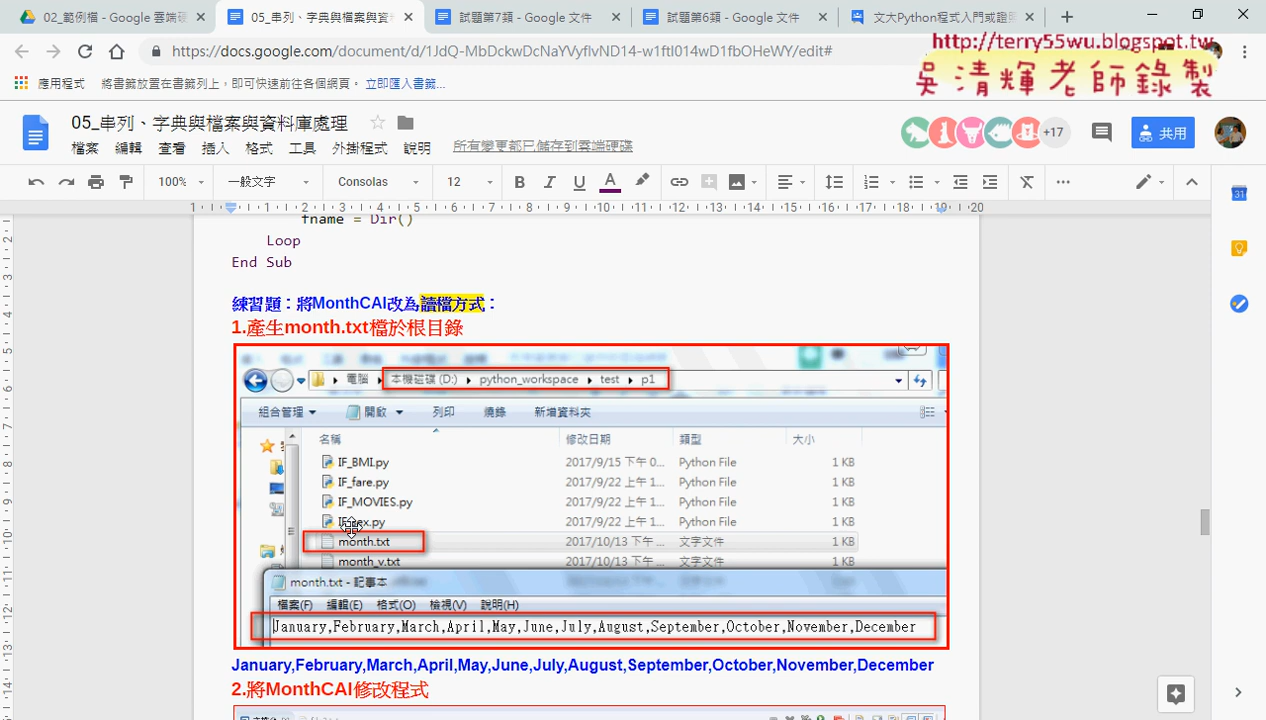 02_範例檔 - Google 雲端硬
05_串列、字典與檔案與資
試題第7類 - Google 文件
試題第6類 - Google 文件
文大Python程式入門或證照
https://docs.google.com/document/d/1JdQ-MbDckwDcNaYVyflvND14-w1ftl014wD1fbOHeWY/edit#
http://terry55wu.blogspot.tw
吳清輝老師錄製
應用程式 將書籤放置在書籤列上，即可快速前往各個網頁。 立即匯入書籤...
05_串列、字典與檔案與資料庫處理
檔案 編輯 查看 插入 格式 工具 外掛程式 說明 所有變更都已儲存到雲端硬碟
+17
共用
100% 一般文字 Consolas 12 B I U A
fname = Dir()
Loop
End Sub
練習題：將MonthCAI改為讀檔方式：
1.產生month.txt檔於根目錄
電腦 本機磁碟 (D:) python_workspace test p1
組合管理 開啟 列印 燒錄 新增資料夾
名稱 修改日期 類型 大小
IF_BMI.py 2017/9/15 下午 0... Python File 1 KB
IF_fare.py 2017/9/22 上午 1... Python File 1 KB
IF_MOVIES.py 2017/9/22 上午 1... Python File 1 KB
2017/9/22 上午 1... Python File 1 KB
month.txt 2017/10/13 下午 ... 文字文件 1 KB
month_v.txt 2017/10/13 下午 ... 文字文件 1 KB
month.txt - 記事本
檔案(F) 編輯(E) 格式(O) 檢視(V) 說明(H)
January,February,March,April,May,June,July,August,September,October,November,December
January,February,March,April,May,June,July,August,September,October,November,December
2.將MonthCAI修改程式